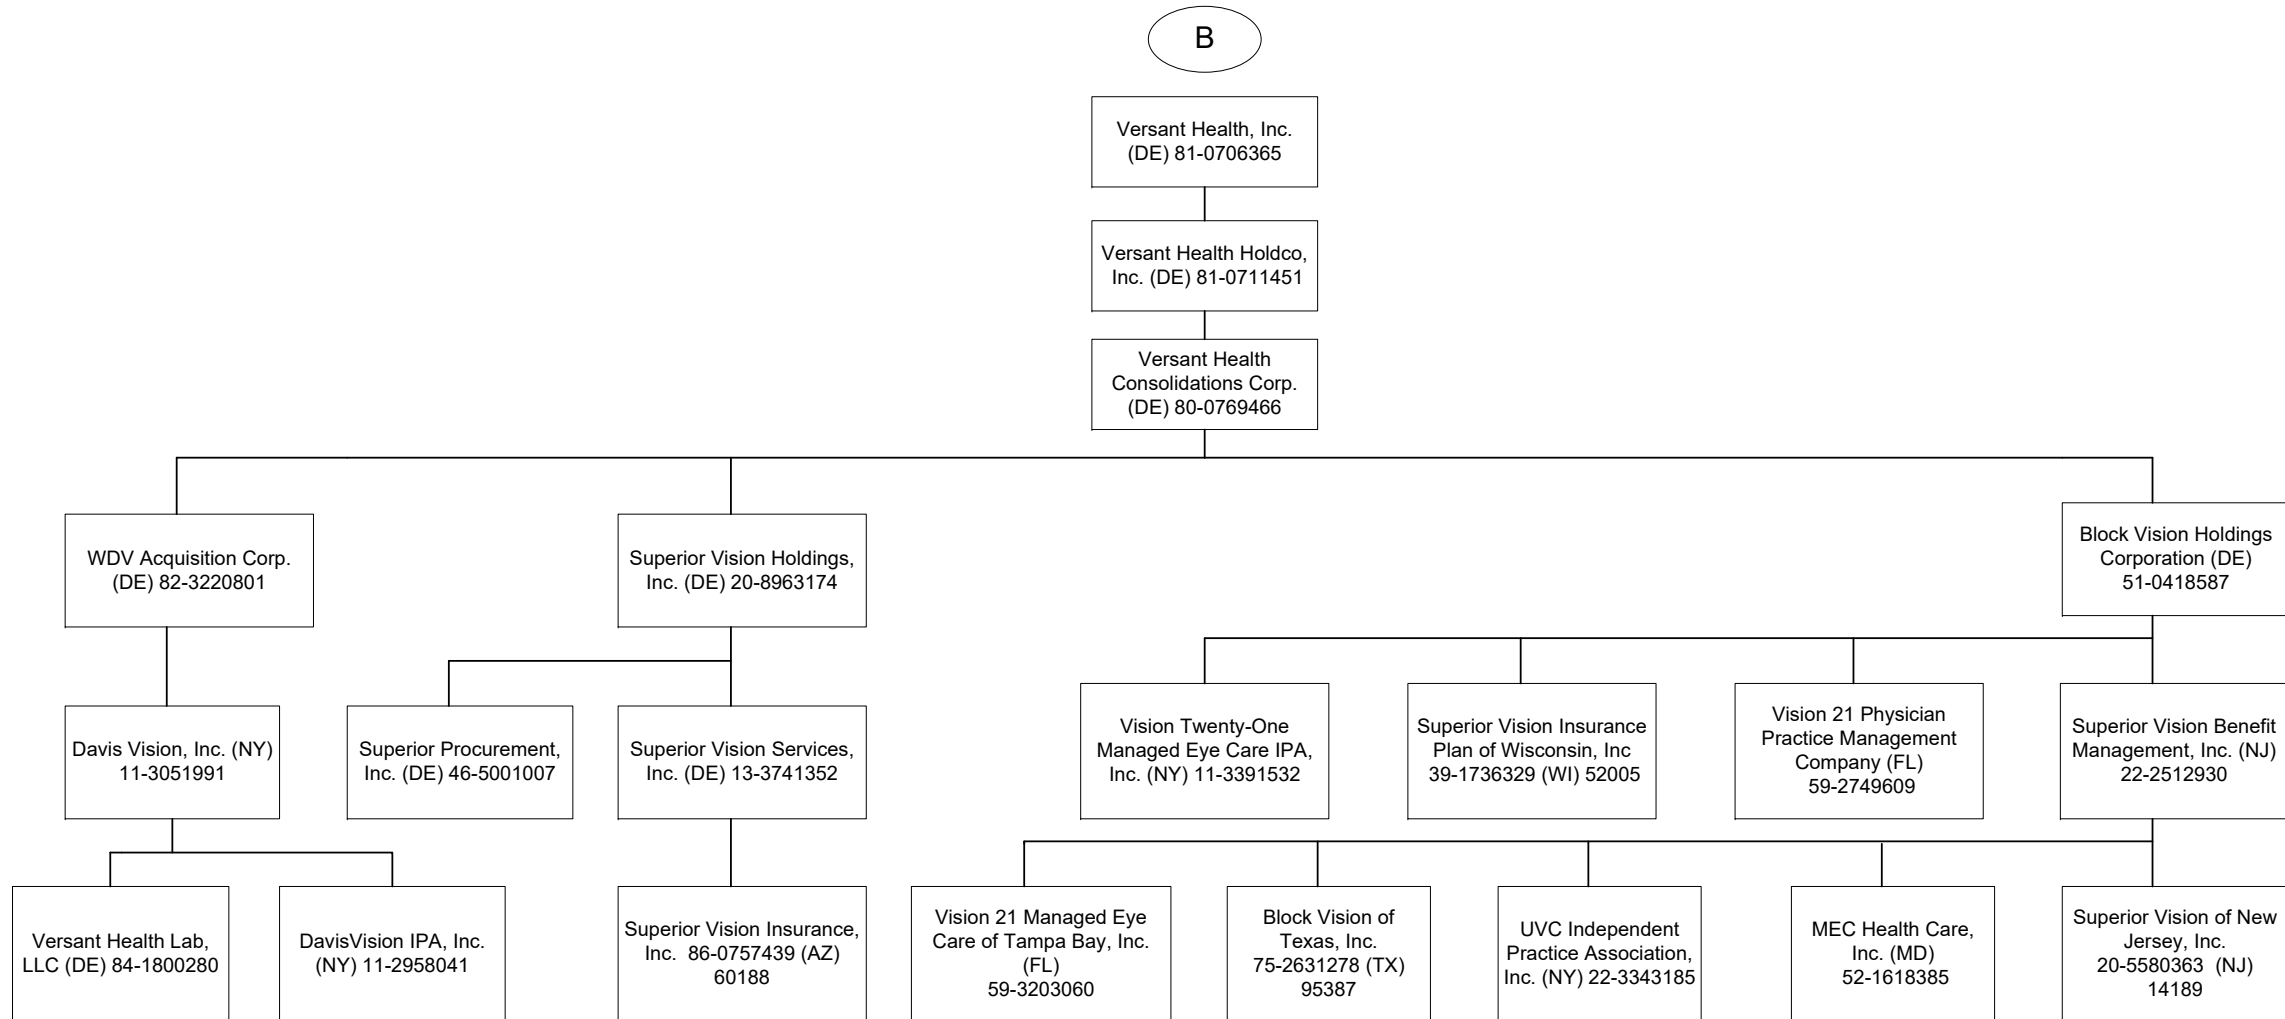 B
Versant Health, Inc.
(DE) 81-0706365
Versant Health Holdco,
Inc. (DE) 81-0711451
Versant Health
Consolidations Corp.
(DE) 80-0769466
WDV Acquisition Corp.
(DE) 82-3220801
Superior Vision Holdings,
Inc. (DE) 20-8963174
Block Vision Holdings
Corporation (DE)
51-0418587
Davis Vision, Inc. (NY)
11-3051991
Superior Procurement,
Inc. (DE) 46-5001007
Superior Vision Services,
Inc. (DE) 13-3741352
Vision Twenty-One
Managed Eye Care IPA,
Inc. (NY) 11-3391532
Superior Vision Insurance
Plan of Wisconsin, Inc
39-1736329 (WI) 52005
Vision 21 Physician
Practice Management
Company (FL)
59-2749609
Superior Vision Benefit
Management, Inc. (NJ)
22-2512930
Versant Health Lab,
LLC (DE) 84-1800280
DavisVision IPA, Inc.
(NY) 11-2958041
Superior Vision Insurance,
Inc.  86-0757439 (AZ)
60188
Vision 21 Managed Eye
Care of Tampa Bay, Inc.
(FL)
59-3203060
Block Vision of
Texas, Inc.
75-2631278 (TX)
95387
UVC Independent
Practice Association,
Inc. (NY) 22-3343185
MEC Health Care,
Inc. (MD)
52-1618385
Superior Vision of New
Jersey, Inc.
20-5580363  (NJ)
14189